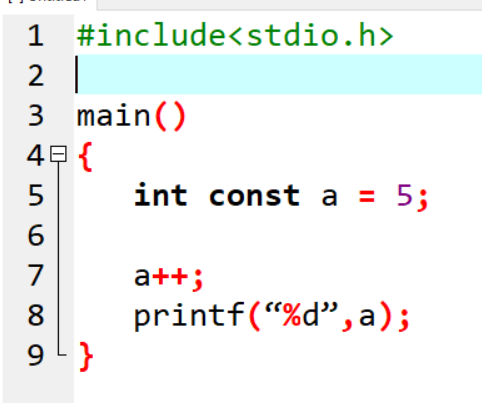 1 #include<stdio.h>
2
3 main()
4 {
5 int const a = 5;
6
7 a++;
8 printf(“%d”,a);
9 }